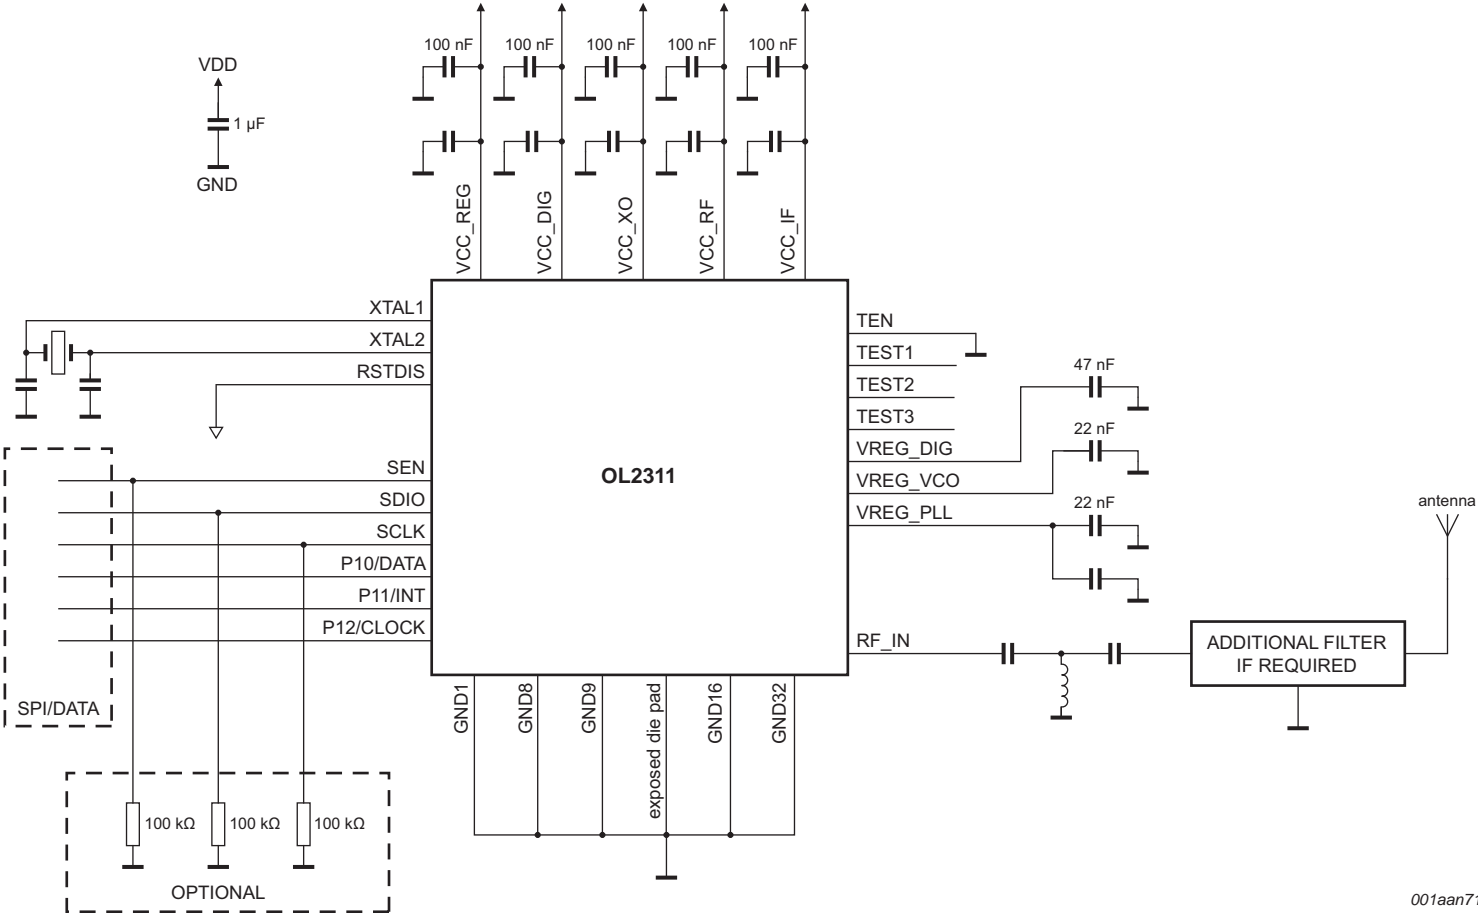 100 nF 100 nF 100 nF 100 nF 100 nF
VDD
1 µF
GND
VCC_REG
VCC_DIG
VCC_XO
VCC_RF
VCC_IF
XTAL1
XTAL2
RSTDIS
SEN
SDIO
SCLK
P10/DATA
P11/INT
P12/CLOCK
SPI/DATA
OL2311
TEN
TEST1
TEST2
TEST3
VREG_DIG
VREG_VCO
VREG_PLL
RF_IN
47 nF
22 nF
22 nF
antenna
ADDITIONAL FILTER
IF REQUIRED
GND1
GND8
GND9
exposed die pad
GND16
GND32
100 kΩ 100 kΩ 100 kΩ
OPTIONAL